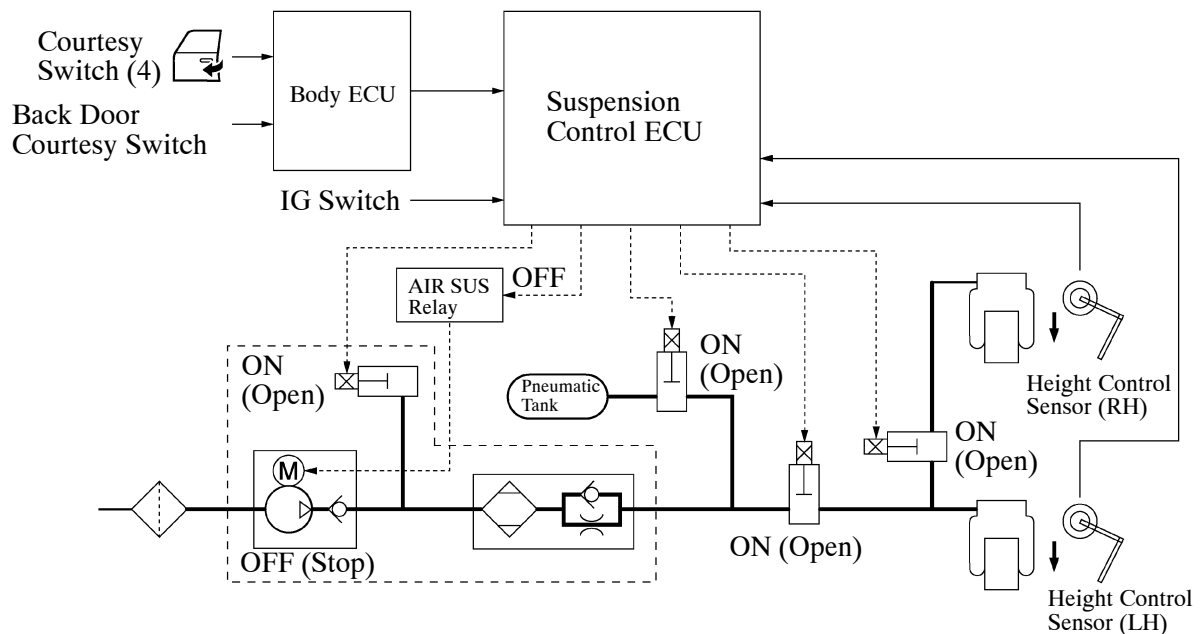 Courtesy
Switch (4)
Back Door
Courtesy Switch
Body ECU
Suspension
Control ECU
IG Switch
AIR SUS
Relay
OFF
ON
(Open)
ON
(Open)
Pneumatic
Tank
Height Control
Sensor (RH)
ON
(Open)
M
OFF (Stop)
ON (Open)
Height Control
Sensor (LH)